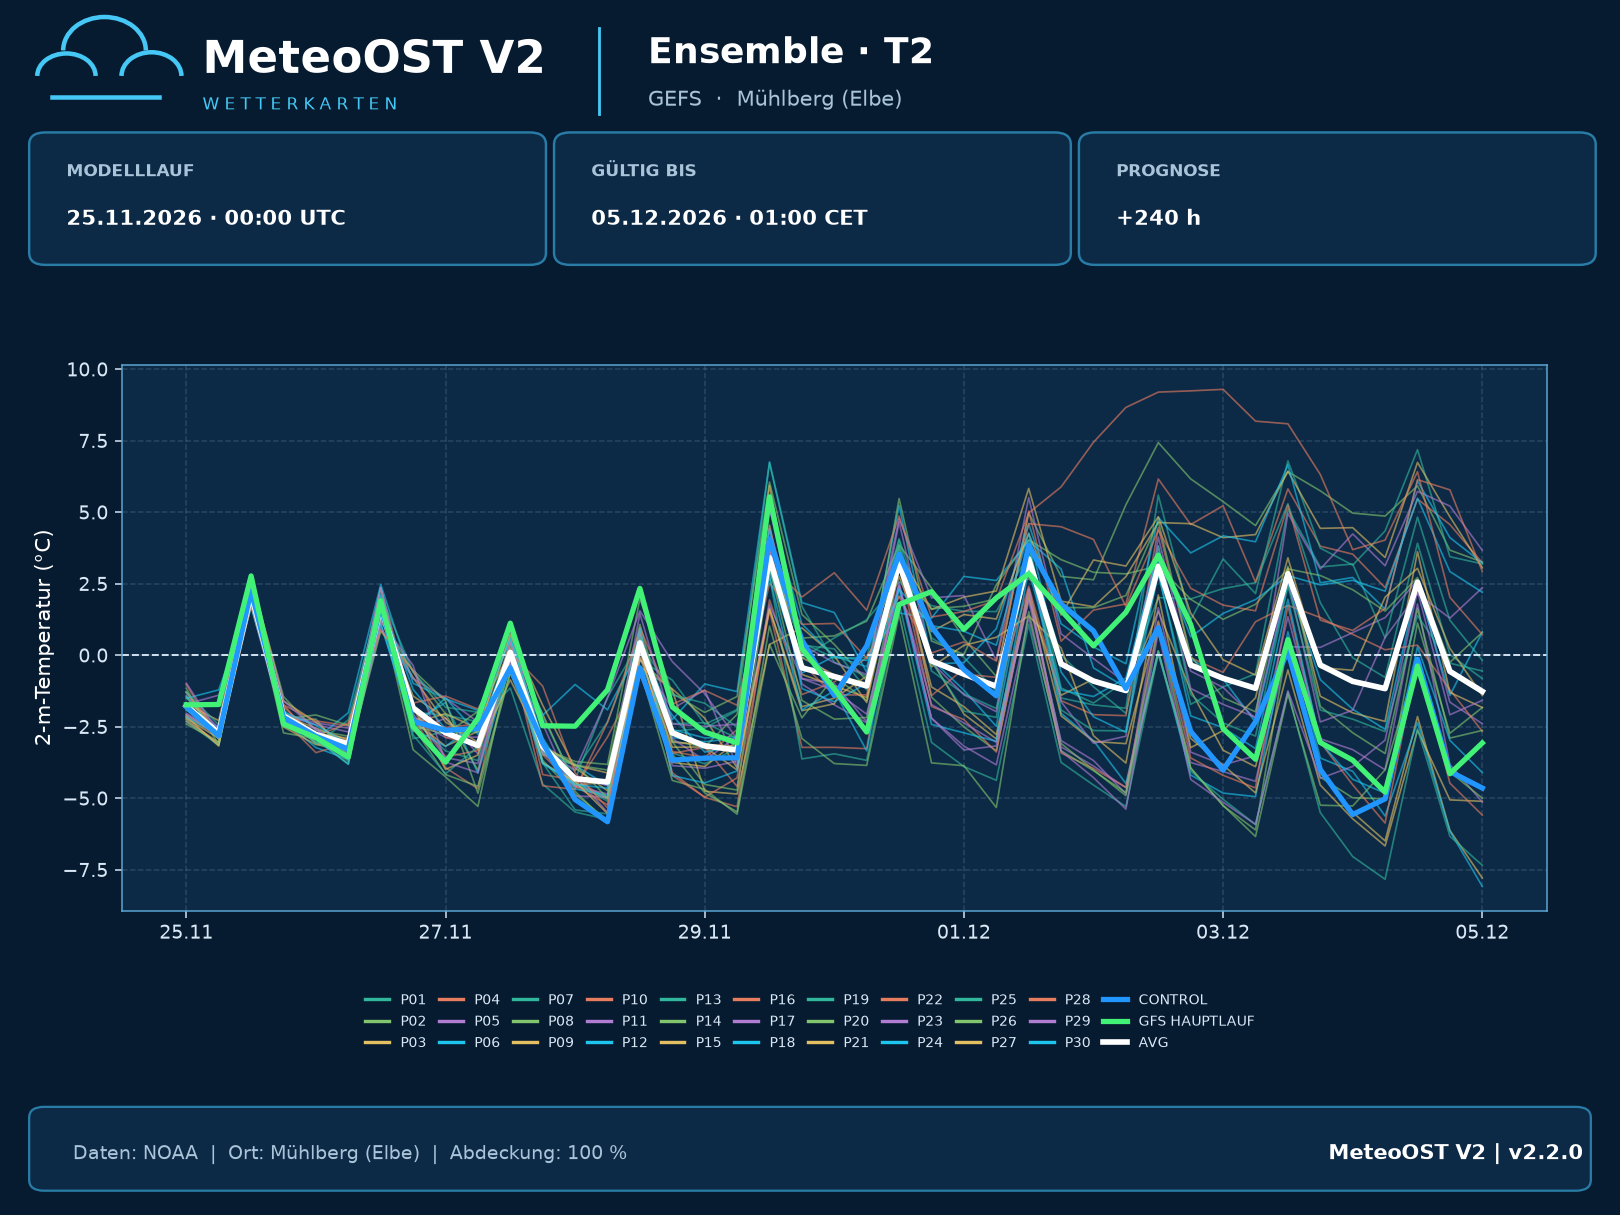 MeteoOST V2
WETTERKARTEN
Ensemble · T2
GEFS · Mühlberg (Elbe)
MODELLLAUF
25.11.2026 · 00:00 UTC
GÜLTIG BIS
05.12.2026 · 01:00 CET
PROGNOSE
+240 h
2-m-Temperatur (°C)
10.0
7.5
5.0
2.5
0.0
−2.5
−5.0
−7.5
25.11 27.11 29.11 01.12 03.12 05.12
P01 P04 P07 P10 P13 P16 P19 P22 P25 P28 CONTROL
P02 P05 P08 P11 P14 P17 P20 P23 P26 P29 GFS HAUPTLAUF
P03 P06 P09 P12 P15 P18 P21 P24 P27 P30 AVG
Daten: NOAA | Ort: Mühlberg (Elbe) | Abdeckung: 100 %
MeteoOST V2 | v2.2.0